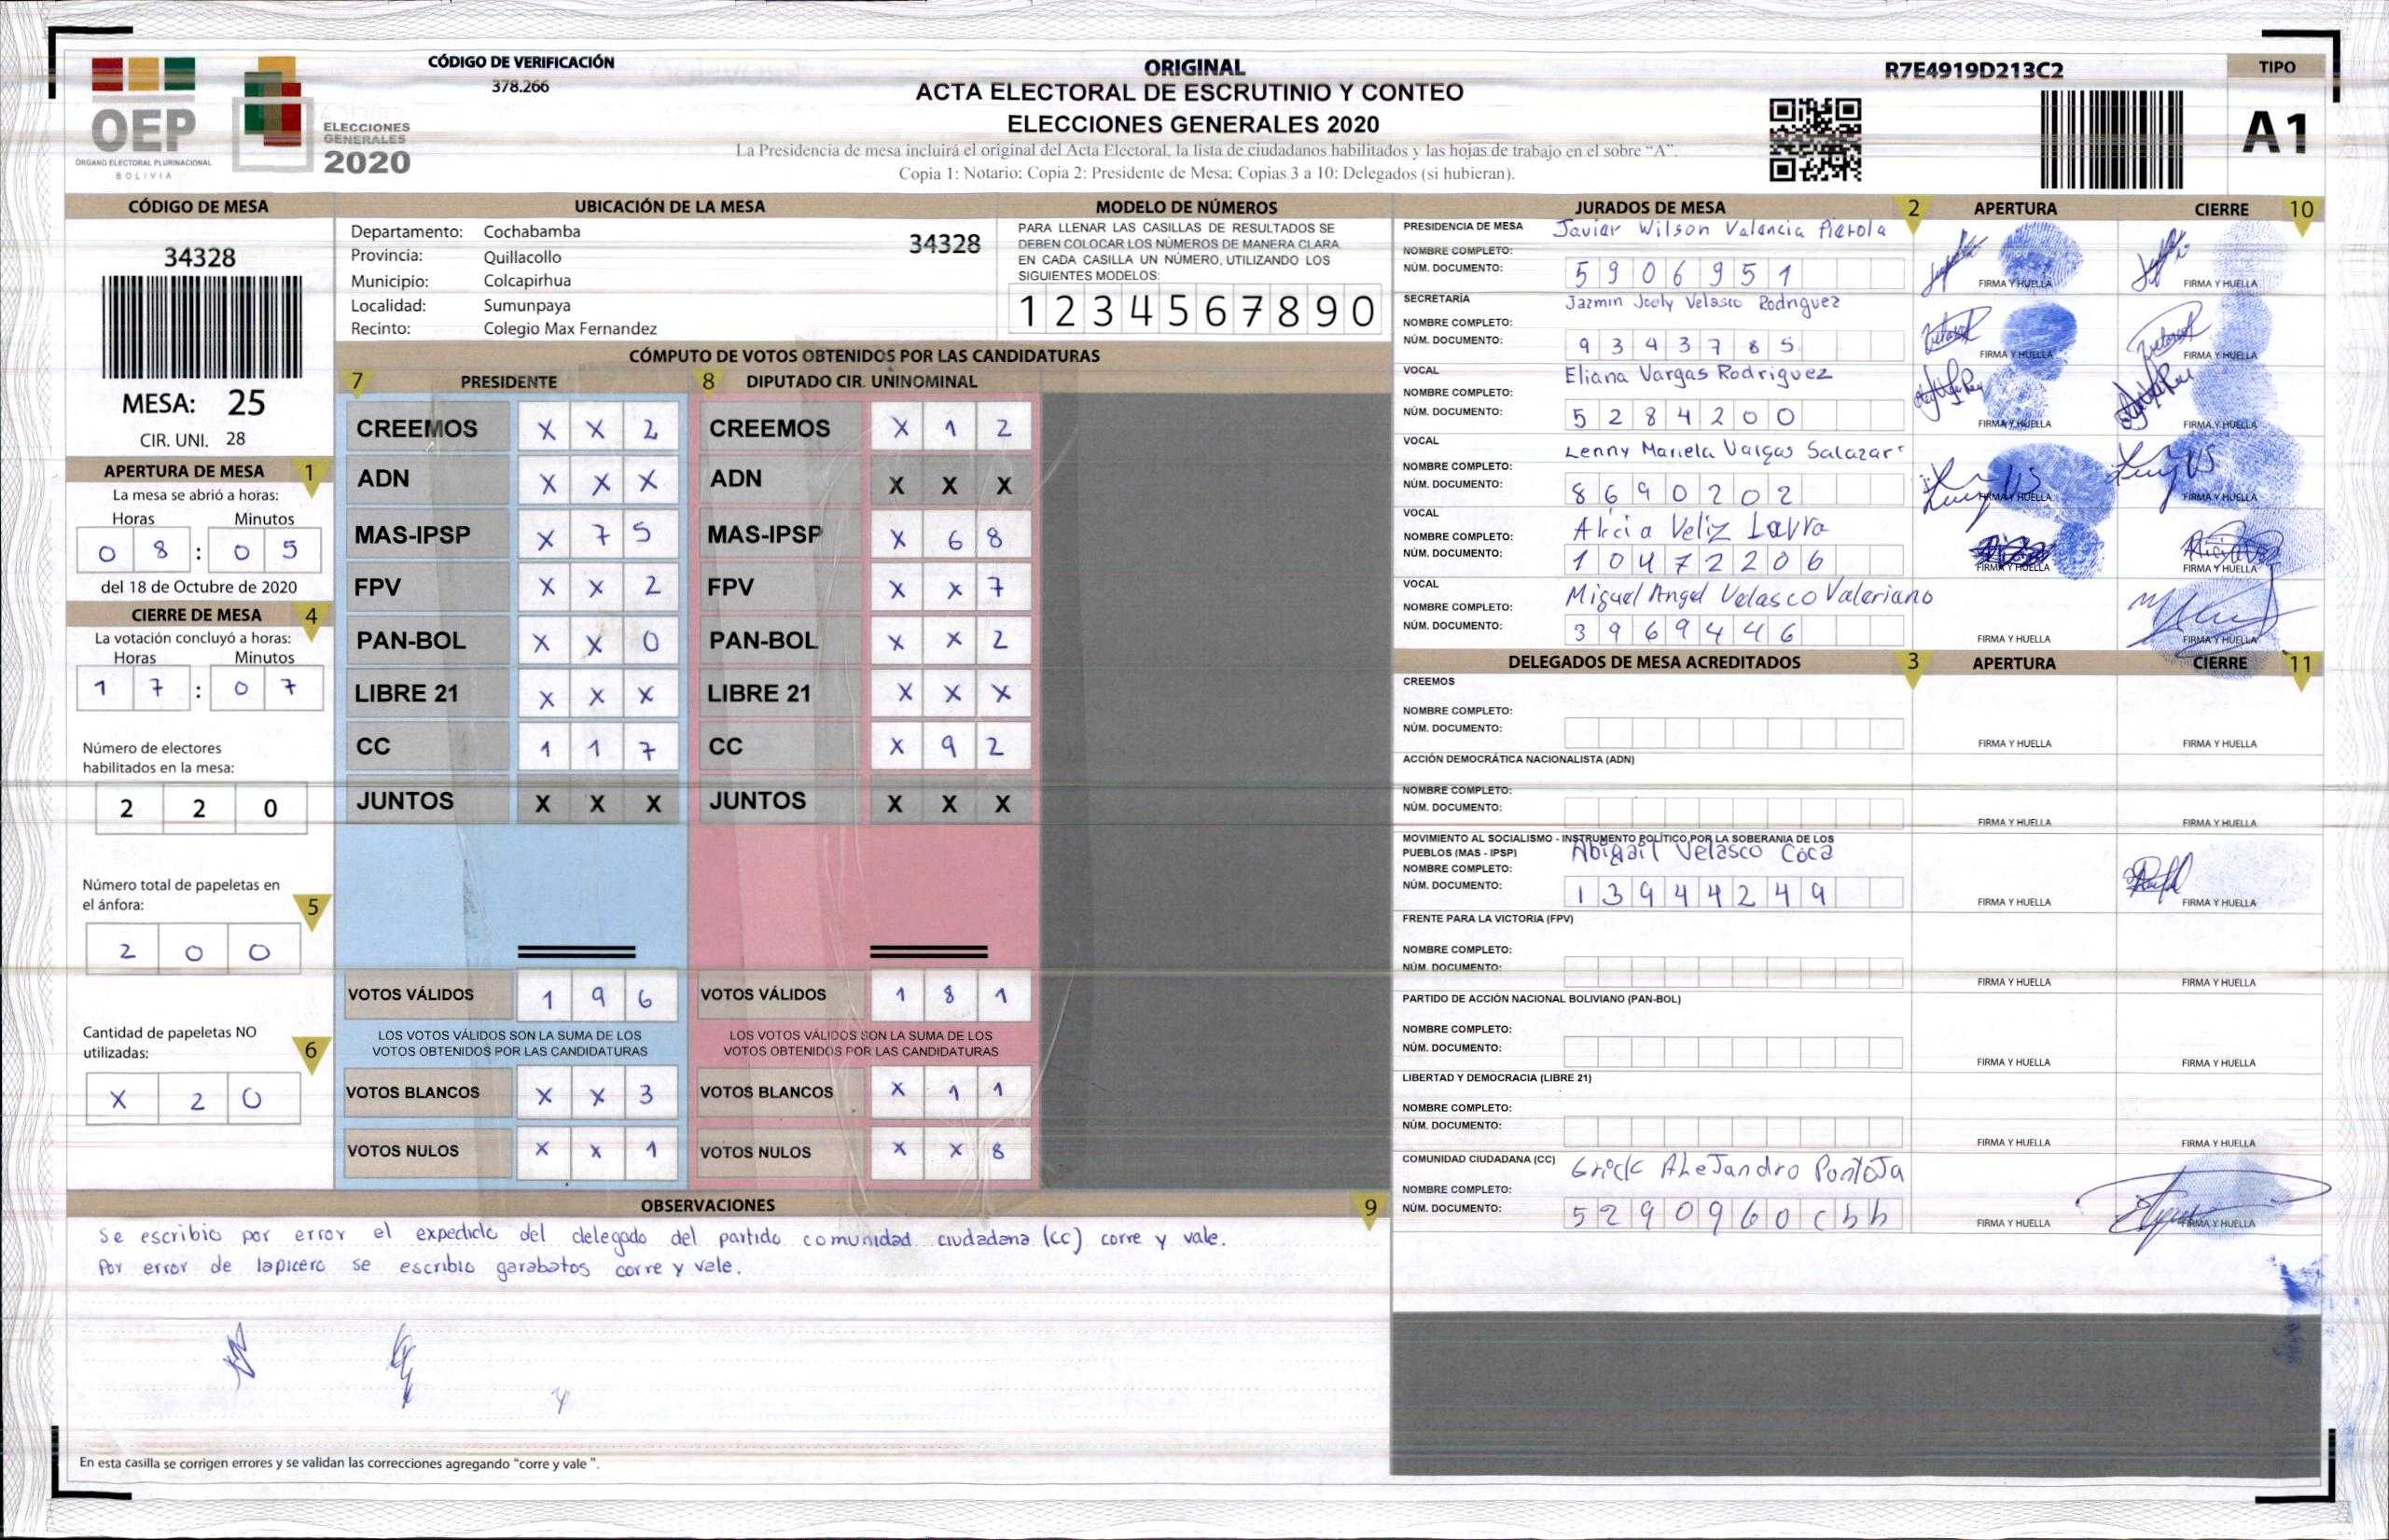 CÓDIGO DE VERIFICACIÓN
378.266
OEP
ÓRGANO ELECTORAL PLURINACIONAL
BOLIVIA
ELECCIONES
GENERALES
2020
ORIGINAL
ACTA ELECTORAL DE ESCRUTINIO Y CONTEO
ELECCIONES GENERALES 2020
La Presidencia de mesa incluirá el original del Acta Electoral, la lista de ciudadanos habilitados y las hojas de trabajo en el sobre “A”.
Copia 1: Notario; Copia 2: Presidente de Mesa; Copias 3 a 10: Delegados (si hubieran).
R7E4919D213C2
TIPO
A1
CÓDIGO DE MESA
34328
MESA: 25
CIR. UNI. 28
APERTURA DE MESA 1
La mesa se abrió a horas:
Horas Minutos
0 8 : 0 5
del 18 de Octubre de 2020
CIERRE DE MESA 4
La votación concluyó a horas:
Horas Minutos
1 7 : 0 7
Número de electores
habilitados en la mesa:
2 2 0
Número total de papeletas en
el ánfora: 5
2 0 0
Cantidad de papeletas NO
utilizadas: 6
X 2 0
UBICACIÓN DE LA MESA
Departamento: Cochabamba 34328
Provincia: Quillacollo
Municipio: Colcapirhua
Localidad: Sumunpaya
Recinto: Colegio Max Fernandez
MODELO DE NÚMEROS
PARA LLENAR LAS CASILLAS DE RESULTADOS SE
DEBEN COLOCAR LOS NÚMEROS DE MANERA CLARA
EN CADA CASILLA UN NÚMERO, UTILIZANDO LOS
SIGUIENTES MODELOS:
1 2 3 4 5 6 7 8 9 0
CÓMPUTO DE VOTOS OBTENIDOS POR LAS CANDIDATURAS
7 PRESIDENTE 8 DIPUTADO CIR. UNINOMINAL
CREEMOS X X 2 CREEMOS X 1 2
ADN X X X ADN X X X
MAS-IPSP X 7 5 MAS-IPSP X 6 8
FPV X X 2 FPV X X 7
PAN-BOL X X 0 PAN-BOL X X 2
LIBRE 21 X X X LIBRE 21 X X X
CC 1 1 7 CC X 9 2
JUNTOS X X X JUNTOS X X X
VOTOS VÁLIDOS 1 9 6 VOTOS VÁLIDOS 1 8 1
LOS VOTOS VÁLIDOS SON LA SUMA DE LOS LOS VOTOS VÁLIDOS SON LA SUMA DE LOS
VOTOS OBTENIDOS POR LAS CANDIDATURAS VOTOS OBTENIDOS POR LAS CANDIDATURAS
VOTOS BLANCOS X X 3 VOTOS BLANCOS X 1 1
VOTOS NULOS X X 1 VOTOS NULOS X X 8
OBSERVACIONES 9
Se escribio por error el expedido del delegado del partido comunidad ciudadana (CC) corre y vale.
Por error de lapicero se escribio garabatos corre y vale.
En esta casilla se corrigen errores y se validan las correcciones agregando “corre y vale ”.
JURADOS DE MESA 2 APERTURA CIERRE 10
PRESIDENCIA DE MESA Javier Wilson Valencia
NOMBRE COMPLETO:
NÚM. DOCUMENTO: 5 9 0 6 9 5 1 FIRMA Y HUELLA FIRMA Y HUELLA
SECRETARÍA Jazmin Velasco Rodriguez
NOMBRE COMPLETO:
NÚM. DOCUMENTO: 9 3 4 3 7 8 5 FIRMA Y HUELLA FIRMA Y HUELLA
VOCAL Eliana Vargas Rodriguez
NOMBRE COMPLETO:
NÚM. DOCUMENTO: 5 2 8 4 2 0 0 FIRMA Y HUELLA FIRMA Y HUELLA
VOCAL Lenny Mariela Vargas Salazar
NOMBRE COMPLETO:
NÚM. DOCUMENTO: 8 6 9 0 2 0 2 FIRMA Y HUELLA FIRMA Y HUELLA
VOCAL
NOMBRE COMPLETO: Alicia Veliz Laura
NÚM. DOCUMENTO: 1 0 4 7 2 2 0 6 FIRMA Y HUELLA FIRMA Y HUELLA
VOCAL Miguel Angel Velasco Valeriano
NOMBRE COMPLETO:
NÚM. DOCUMENTO: 3 9 6 9 4 4 6 FIRMA Y HUELLA FIRMA Y HUELLA
DELEGADOS DE MESA ACREDITADOS 3 APERTURA CIERRE 11
CREEMOS
NOMBRE COMPLETO:
NÚM. DOCUMENTO: FIRMA Y HUELLA FIRMA Y HUELLA
ACCIÓN DEMOCRÁTICA NACIONALISTA (ADN)
NOMBRE COMPLETO:
NÚM. DOCUMENTO: FIRMA Y HUELLA FIRMA Y HUELLA
MOVIMIENTO AL SOCIALISMO - INSTRUMENTO POLÍTICO POR LA SOBERANIA DE LOS
PUEBLOS (MAS - IPSP) Abigail Velasco Coca
NOMBRE COMPLETO:
NÚM. DOCUMENTO: 1 3 9 4 4 2 4 9 FIRMA Y HUELLA FIRMA Y HUELLA
FRENTE PARA LA VICTORIA (FPV)
NOMBRE COMPLETO:
NÚM. DOCUMENTO: FIRMA Y HUELLA FIRMA Y HUELLA
PARTIDO DE ACCIÓN NACIONAL BOLIVIANO (PAN-BOL)
NOMBRE COMPLETO:
NÚM. DOCUMENTO: FIRMA Y HUELLA FIRMA Y HUELLA
LIBERTAD Y DEMOCRACIA (LIBRE 21)
NOMBRE COMPLETO:
NÚM. DOCUMENTO: FIRMA Y HUELLA FIRMA Y HUELLA
COMUNIDAD CIUDADANA (CC) Erick Alejandro Pantoja
NOMBRE COMPLETO:
NÚM. DOCUMENTO: 5 2 9 0 9 6 0 c b b FIRMA Y HUELLA FIRMA Y HUELLA